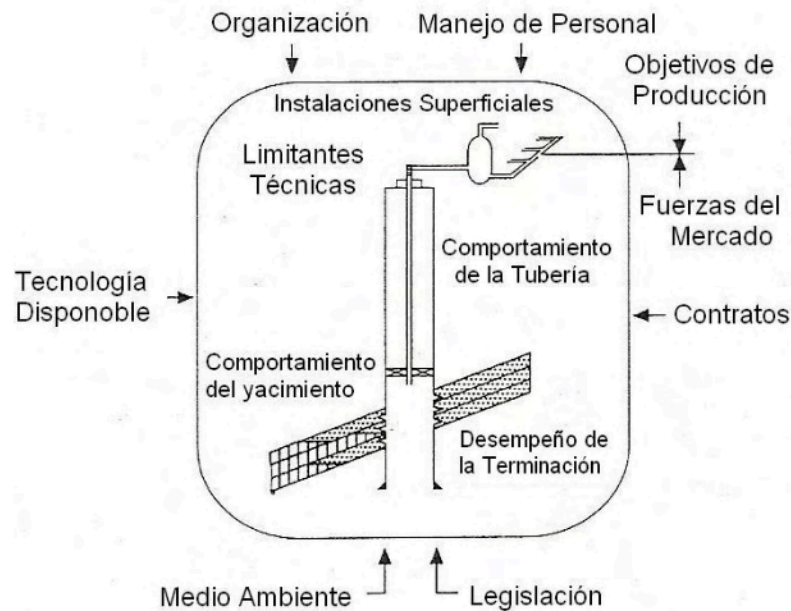 Organización
Manejo de Personal
Objetivos de
Producción
Instalaciones Superficiales
Limitantes
Técnicas
Fuerzas del
Mercado
Comportamiento
de la Tubería
Tecnología
Disponoble
Contratos
Comportamiento
del yacimiento
Desempeño de
la Terminación
Medio Ambiente
Legislación